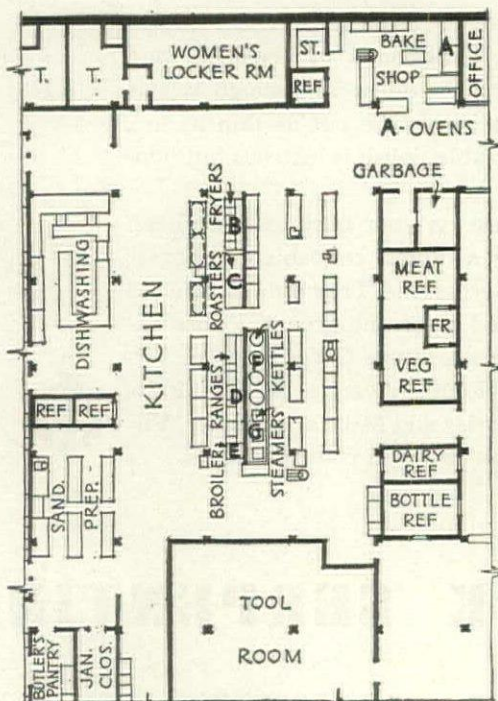 T.
T.
WOMEN'S
LOCKER RM
ST.
REF
BAKE
SHOP
A
OFFICE
A-OVENS
GARBAGE
FRYERS
B
ROASTERS
C
MEAT
REF.
FR.
VEG
REF
DISHWASHING
KITCHEN
RANGES
D
F
KETTLES
BROILER
E
G
STEAMERS
REF
REF
SAND.
PREP.
DAIRY
REF
BOTTLE
REF
TOOL
ROOM
BUTLER'S
PANTRY
JAN.
CLOS.